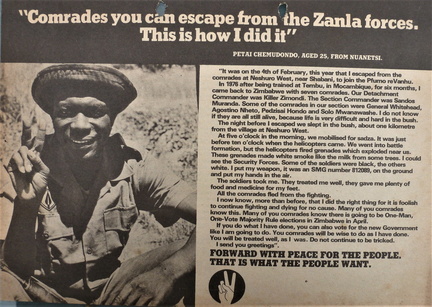 "Comrades you can escape from the Zanla forces.
This is how I did it"
PETAI CHEMUDONDO, AGED 25, FROM NUANETSI.
"It was on the 4th of February, this year that I escaped from the
comrades at Neshuro West, near Shabani, to join the Pfumo reVanhu.
In 1976 after being trained at Tembu, in Mocambique, for six months, I
came back to Zimbabwe with seven comrades. Our Detachment
Commander was Killer Zimondi. The Section Commander was Sandos
Muranda. Some of the comrades in our section were General Whitehead,
Agostino Nheto, Pedzisai Hondo and Solo Mwanawashe. I do not know
if they are all still alive, because life is very difficult and hard in the bush.
The night before I escaped we slept in the bush, about one kilometre
from the village at Neshuro West.
At five o'clock in the morning, we mobilised for sadza. It was just
before ten o'clock when the helicopters came. We went into battle
formation, but the helicopters fired grenades which exploded near us.
These grenades made white smoke like the milk from some trees. I could
see the Security Forces. Some of the soldiers were black, the others
white. I put my weapon, it was an SMG number 812089, on the ground
and put my hands in the air.
The soldiers took me. They treated me well, they gave me plenty of
food and medicine for my feet.
All the comrades fled from the fighting.
I now know, more than before, that I did the right thing for it is foolish
to continue fighting and dying for no cause. Many of you comrades
know this. Many of you comrades know there is going to be One-Man,
One-Vote Majority Rule elections in Zimbabwe in April.
If you do what I have done, you can also vote for the new Government
like I am going to do. You comrades will be wise to do as I have done.
You will be treated well, as I was. Do not continue to be tricked.
I send you greetings".
FORWARD WITH PEACE FOR THE PEOPLE.
THAT IS WHAT THE PEOPLE WANT.